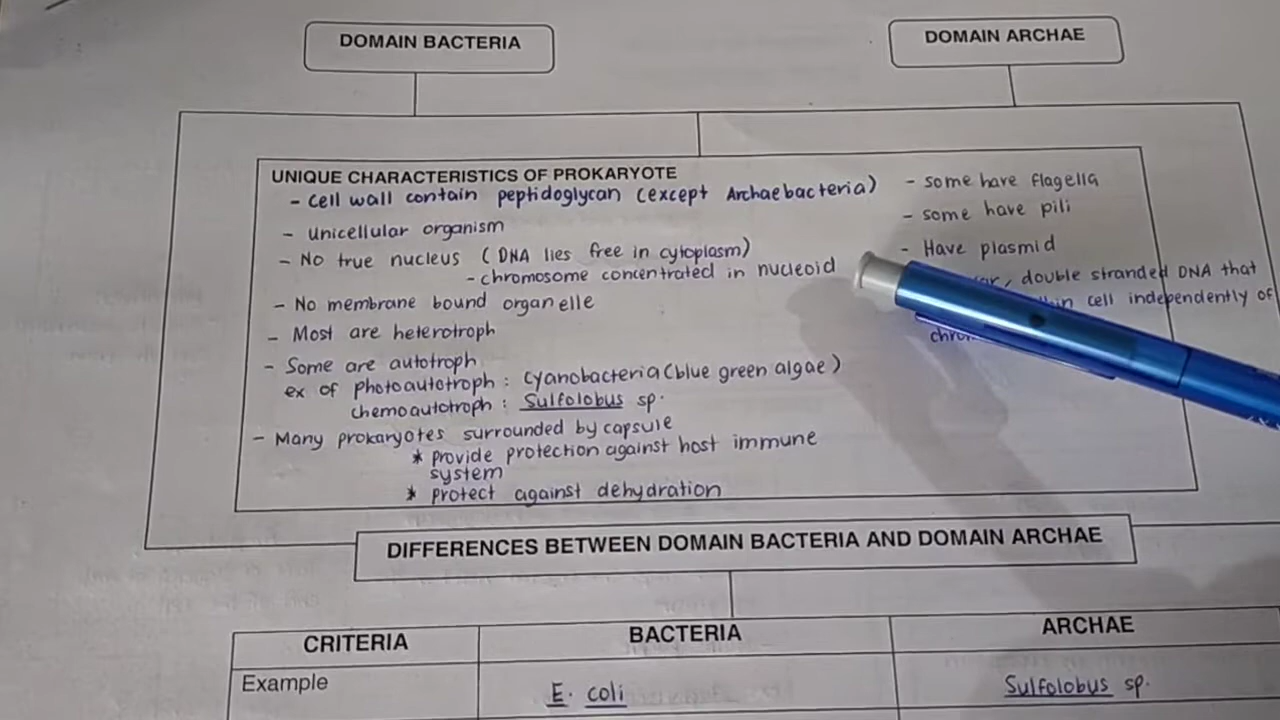 DOMAIN BACTERIA
DOMAIN ARCHAE
UNIQUE CHARACTERISTICS OF PROKARYOTE
- cell wall contain peptidoglycan (except Archaebacteria)
- unicellular organism
- No true nucleus (DNA lies free in cytoplasm)
- chromosome concentrated in nucleoid
- No membrane bound organelle
- Most are heterotroph
- Some are autotroph
ex of photoautotroph : cyanobacteria (blue green algae)
chemoautotroph : Sulfolobus sp.
- Many prokaryotes surrounded by capsule
* provide protection against host immune
system
* protect against dehydration
- some have flagella
- some have pili
- Have plasmid
double stranded DNA that
cell independently of
DIFFERENCES BETWEEN DOMAIN BACTERIA AND DOMAIN ARCHAE
CRITERIA
BACTERIA
ARCHAE
Example
E. coli
Sulfolobus sp.